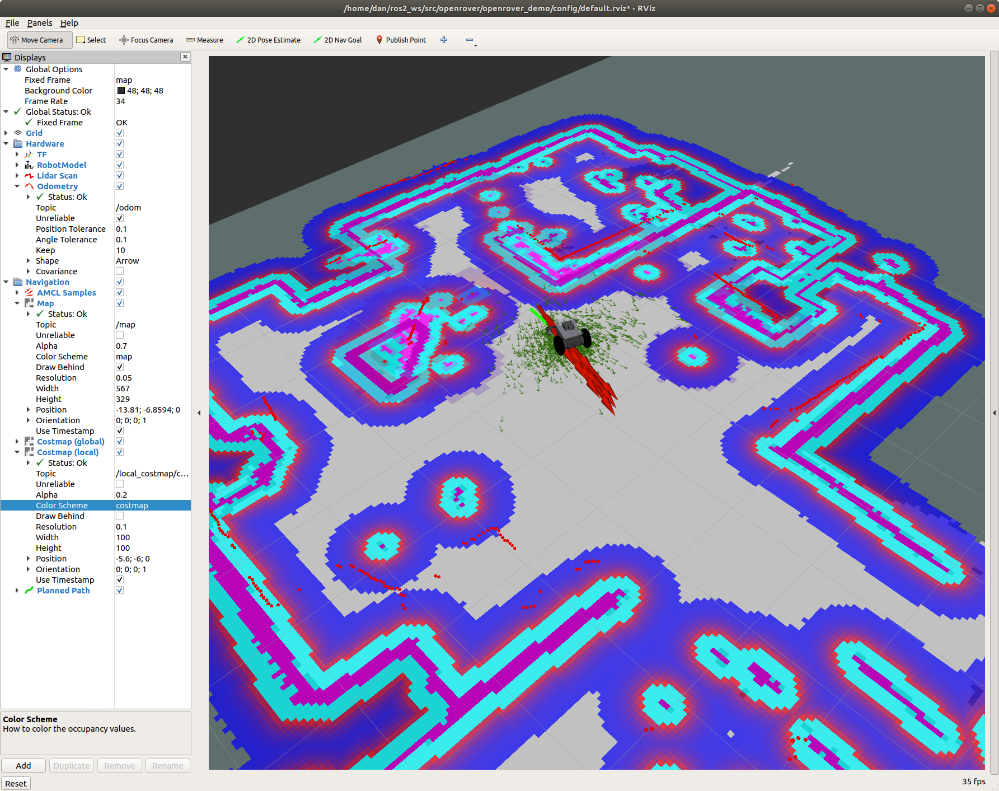 /home/dan/ros2_ws/src/openrover/openrover_demo/config/default.rviz* - RViz
File Panels Help
Move Camera Select Focus Camera Measure 2D Pose Estimate 2D Nav Goal Publish Point
Displays
Global Options
Fixed Frame map
Background Color 48; 48; 48
Frame Rate 34
Global Status: Ok
Fixed Frame OK
Grid
Hardware
TF
RobotModel
Lidar Scan
Odometry
Status: Ok
Topic /odom
Unreliable
Position Tolerance 0.1
Angle Tolerance 0.1
Keep 10
Shape Arrow
Covariance
Navigation
AMCL Samples
Map
Status: Ok
Topic /map
Unreliable
Alpha 0.7
Color Scheme map
Draw Behind
Resolution 0.05
Width 567
Height 329
Position -13.81; -6.8594; 0
Orientation 0; 0; 0; 1
Use Timestamp
Costmap (global)
Costmap (local)
Status: Ok
Topic /local_costmap/c...
Unreliable
Alpha 0.2
Color Scheme costmap
Draw Behind
Resolution 0.1
Width 100
Height 100
Position -5.6; -6; 0
Orientation 0; 0; 0; 1
Use Timestamp
Planned Path
Color Scheme
How to color the occupancy values.
Add Duplicate Remove Rename
Reset
35 fps